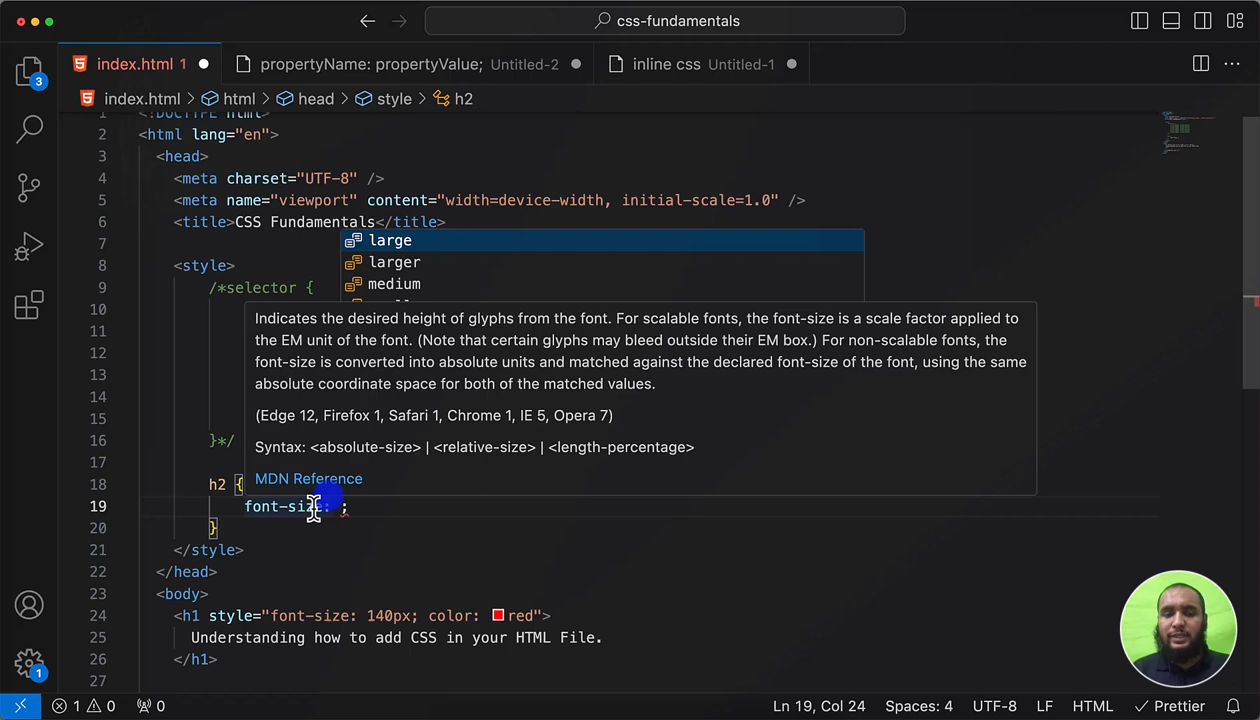 css-fundamentals
index.html 1
propertyName: propertyValue; Untitled-2
inline css Untitled-1
index.html > html > head > style > h2
3
1 <!DOCTYPE html>
2 <html lang="en">
3 <head>
4 <meta charset="UTF-8" />
5 <meta name="viewport" content="width=device-width, initial-scale=1.0" />
6 <title>CSS Fundamentals</title>
7
8 <style>
9 /*selector {
10
11
12
13
14
15
16 }*/
17
18 h2 {
19 font-size: ;
20 }
21 </style>
22 </head>
23 <body>
24 <h1 style="font-size: 140px; color: red">
25 Understanding how to add CSS in your HTML File.
26 </h1>
27
large
larger
medium
Indicates the desired height of glyphs from the font. For scalable fonts, the font-size is a scale factor applied to
the EM unit of the font. (Note that certain glyphs may bleed outside their EM box.) For non-scalable fonts, the
font-size is converted into absolute units and matched against the declared font-size of the font, using the same
absolute coordinate space for both of the matched values.
(Edge 12, Firefox 1, Safari 1, Chrome 1, IE 5, Opera 7)
Syntax: <absolute-size> | <relative-size> | <length-percentage>
MDN Reference
1
1 0 0 Ln 19, Col 24 Spaces: 4 UTF-8 LF HTML Prettier